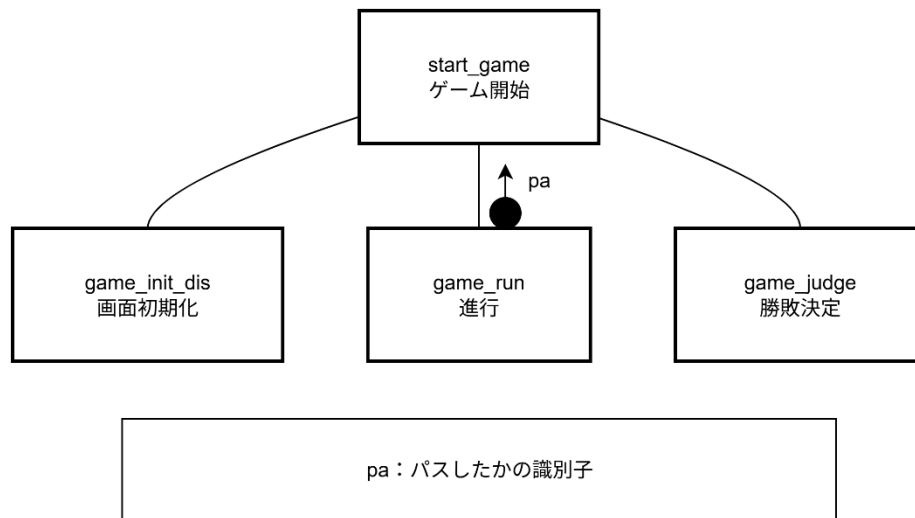 start_game
ゲーム開始
pa
game_init_dis
画面初期化
game_run
進行
game_judge
勝敗決定
pa：パスしたかの識別子